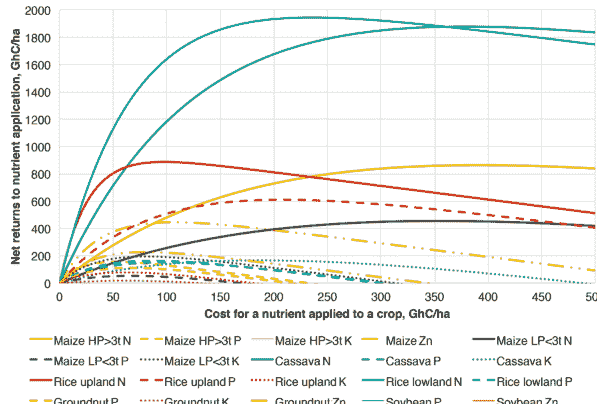 2000
1800
1600
1400
1200
1000
800
600
400
200
0
Net returns to nutrient application, GhC/ha
0 50 100 150 200 250 300 350 400 450 500
Cost for a nutrient applied to a crop, GhC/ha
Maize HP>3t N Maize HP>3t P Maize HP>3t K Maize Zn Maize LP<3t N
Maize LP<3t P Maize LP<3t K Cassava N Cassava P Cassava K
Rice upland N Rice upland P Rice upland K Rice lowland N Rice lowland P
Groundnut P Groundnut K Groundnut Zn Soybean P Soybean Zn